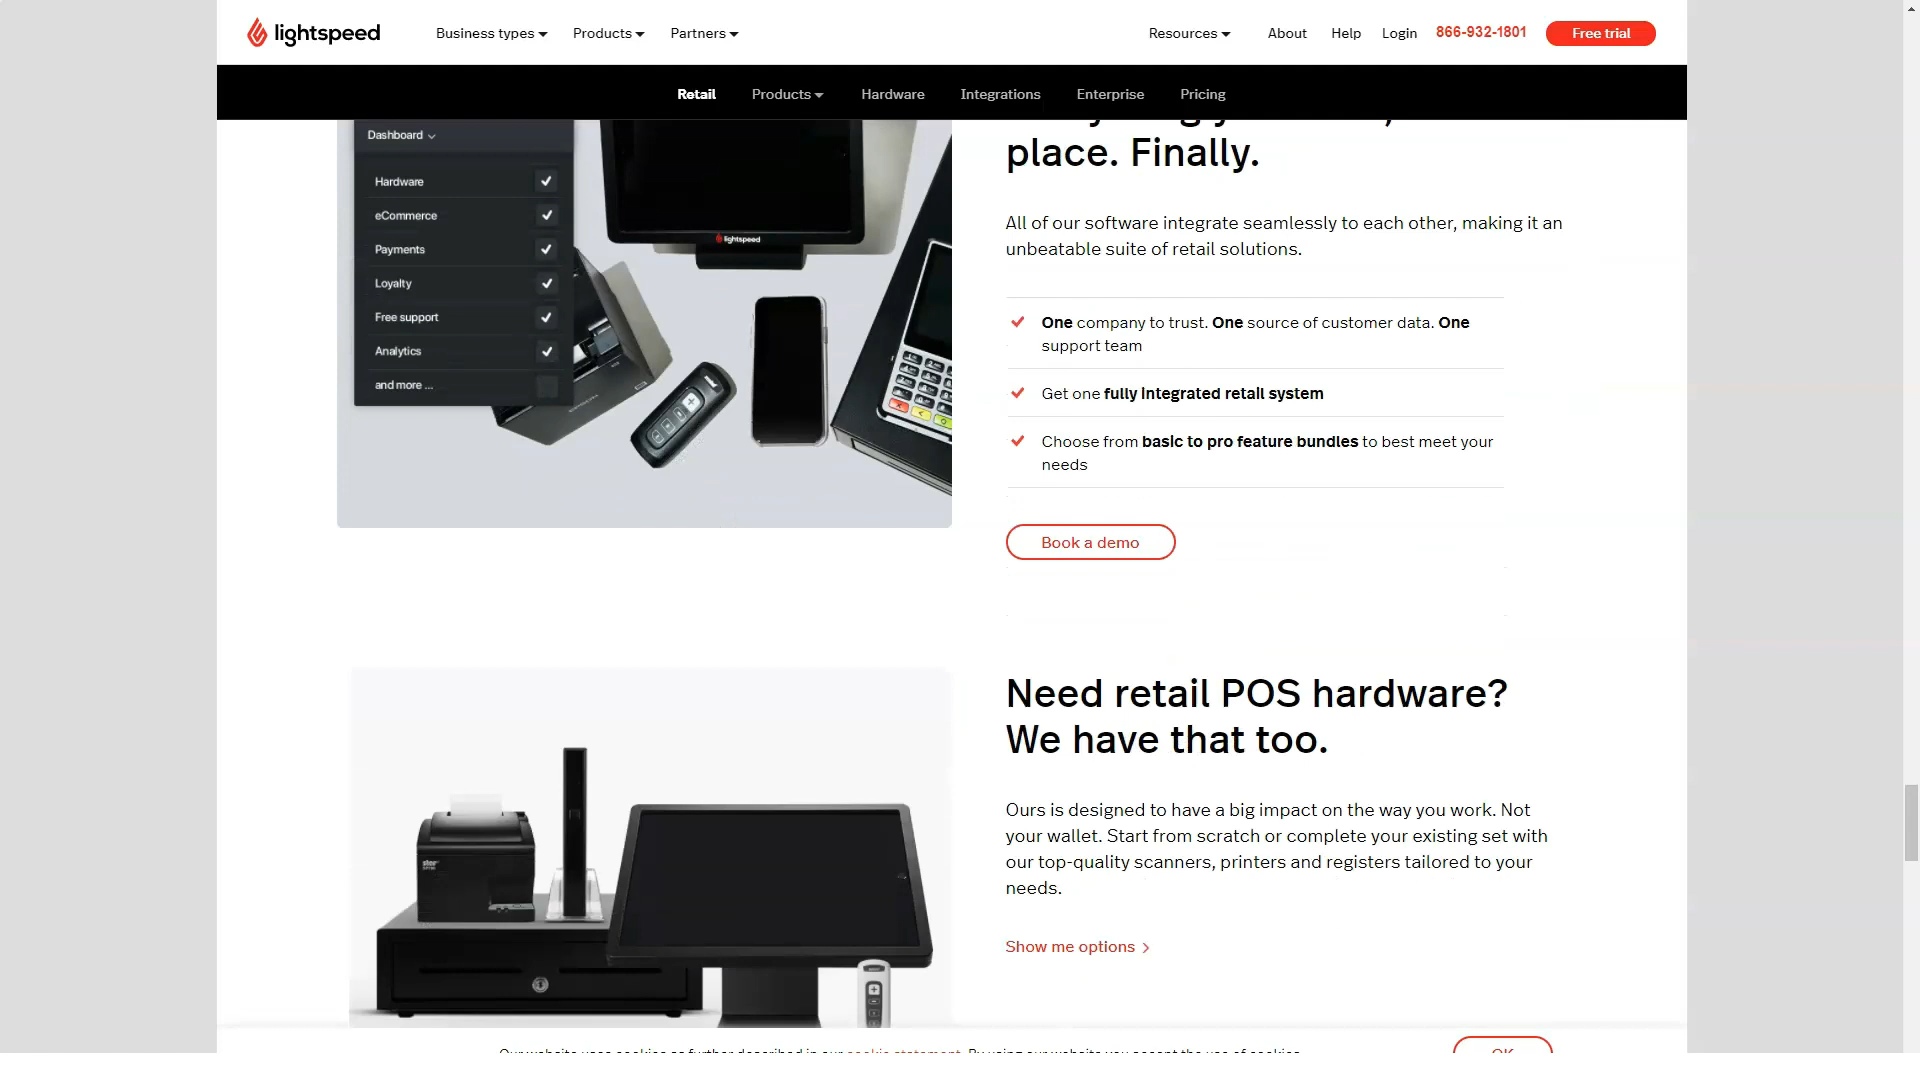 lightspeed
Business types
Products
Partners
Resources
About
Help
Login
866-932-1801
Free trial
Retail
Products
Hardware
Integrations
Enterprise
Pricing
Dashboard
Hardware
eCommerce
Payments
Loyalty
Free support
Analytics
and more ...
lightspeed
place. Finally.
All of our software integrate seamlessly to each other, making it an
unbeatable suite of retail solutions.
One company to trust. One source of customer data. One
support team
Get one fully integrated retail system
Choose from basic to pro feature bundles to best meet your
needs
Book a demo
Need retail POS hardware?
We have that too.
Ours is designed to have a big impact on the way you work. Not
your wallet. Start from scratch or complete your existing set with
our top-quality scanners, printers and registers tailored to your
needs.
Show me options
star
Our website uses cookies as further described in our cookie statement. By using our website you accept the use of cookies.
OK